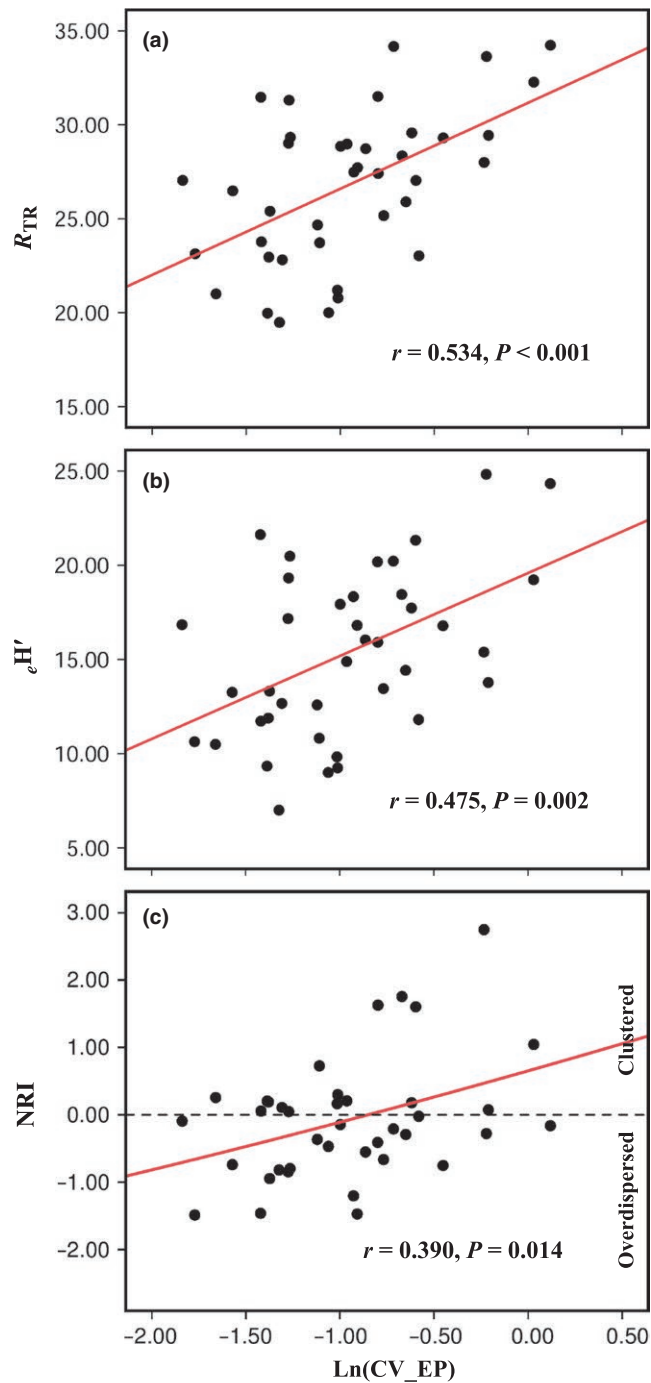 (a)
35.00
30.00
25.00
20.00
15.00
R_TR
r = 0.534, P < 0.001
(b)
25.00
20.00
15.00
10.00
5.00
eH′
r = 0.475, P = 0.002
(c)
3.00
2.00
1.00
0.00
−1.00
−2.00
NRI
Clustered
Overdispersed
r = 0.390, P = 0.014
−2.00 −1.50 −1.00 −0.50 0.00 0.50
Ln(CV_EP)